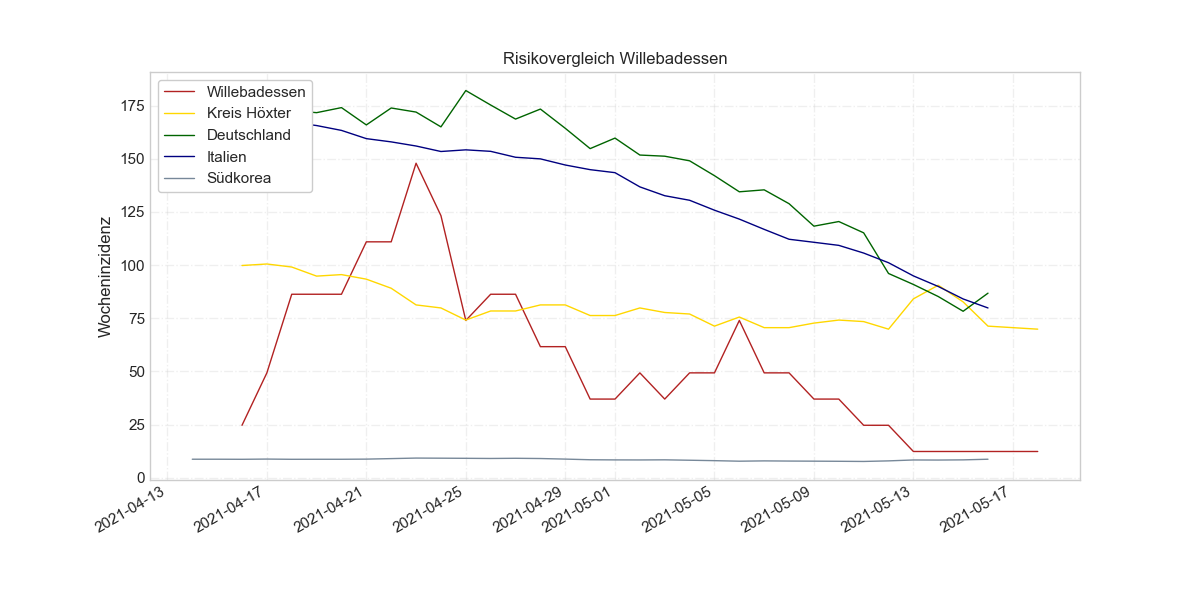 Risikovergleich Willebadessen
Willebadessen
Kreis Höxter
Deutschland
Italien
Südkorea
Wocheninzidenz
175
150
125
100
75
50
25
0
2021-04-13
2021-04-17
2021-04-21
2021-04-25
2021-04-29
2021-05-01
2021-05-05
2021-05-09
2021-05-13
2021-05-17